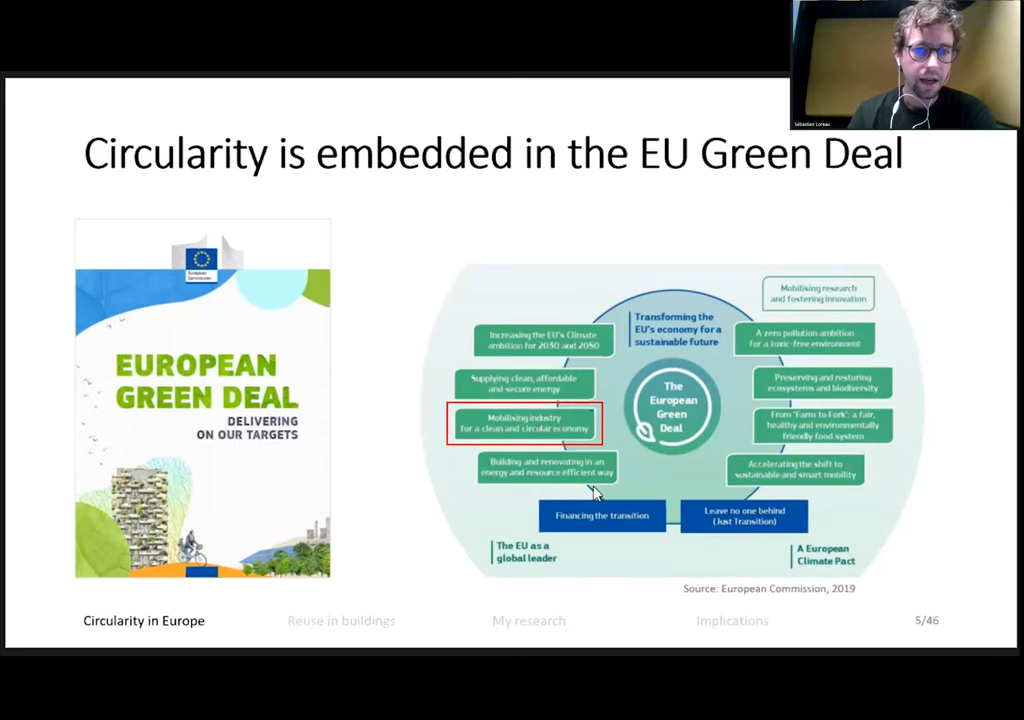 Sébastien Loreau
Circularity is embedded in the EU Green Deal
European
Commission
EUROPEAN
GREEN DEAL
DELIVERING
ON OUR TARGETS
Mobilising research
and fostering innovation
Transforming the
EU's economy for a
sustainable future
Increasing the EU's Climate
ambition for 2030 and 2050
A zero pollution ambition
for a toxic-free environment
Supplying clean, affordable
and secure energy
Preserving and restoring
ecosystems and biodiversity
The
European
Green
Deal
Mobilising industry
for a clean and circular economy
From 'Farm to Fork': a fair,
healthy and environmentally
friendly food system
Building and renovating in an
energy and resource efficient way
Accelerating the shift to
sustainable and smart mobility
Financing the transition
Leave no one behind
(Just Transition)
The EU as a
global leader
A European
Climate Pact
Source: European Commission, 2019
Circularity in Europe
Reuse in buildings
My research
Implications
5/46